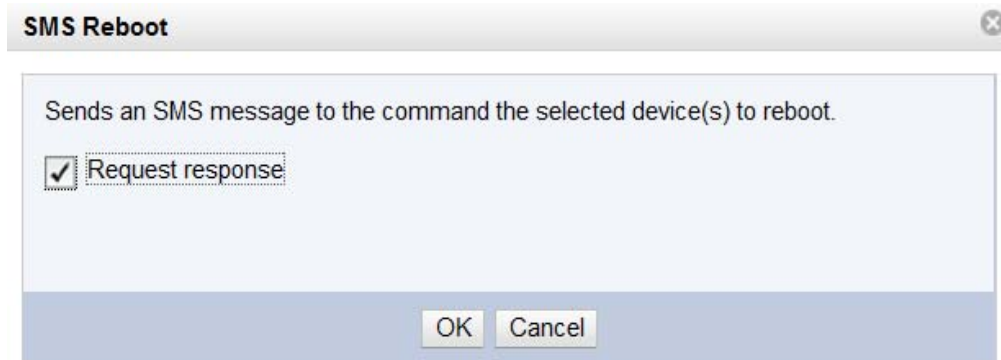 SMS Reboot
Sends an SMS message to the command the selected device(s) to reboot.
Request response
OK Cancel